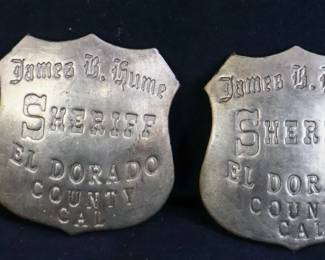 James B. Hume
SHERIFF
EL DORADO
COUNTY
CAL
James B. H
SHER
EL DOR
COUN
CAL